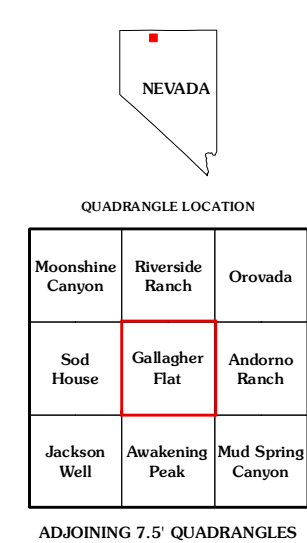 NEVADA
QUADRANGLE LOCATION
Moonshine
Canyon
Riverside
Ranch
Orovada
Sod
House
Gallagher
Flat
Andorno
Ranch
Jackson
Well
Awakening
Peak
Mud Spring
Canyon
ADJOINING 7.5' QUADRANGLES